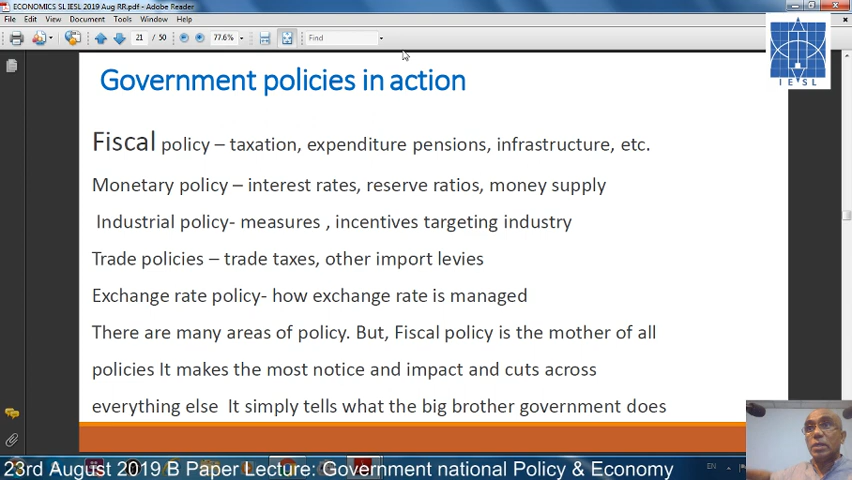 ECONOMICS SL IESL 2019 Aug RR.pdf - Adobe Reader
File Edit View Document Tools Window Help
21 / 50 77.6% Find
IESL
Government policies in action
Fiscal policy – taxation, expenditure pensions, infrastructure, etc.
Monetary policy – interest rates, reserve ratios, money supply
Industrial policy- measures , incentives targeting industry
Trade policies – trade taxes, other import levies
Exchange rate policy- how exchange rate is managed
There are many areas of policy. But, Fiscal policy is the mother of all
policies It makes the most notice and impact and cuts across
everything else It simply tells what the big brother government does
EN
23rd August 2019 B Paper Lecture: Government national Policy & Economy